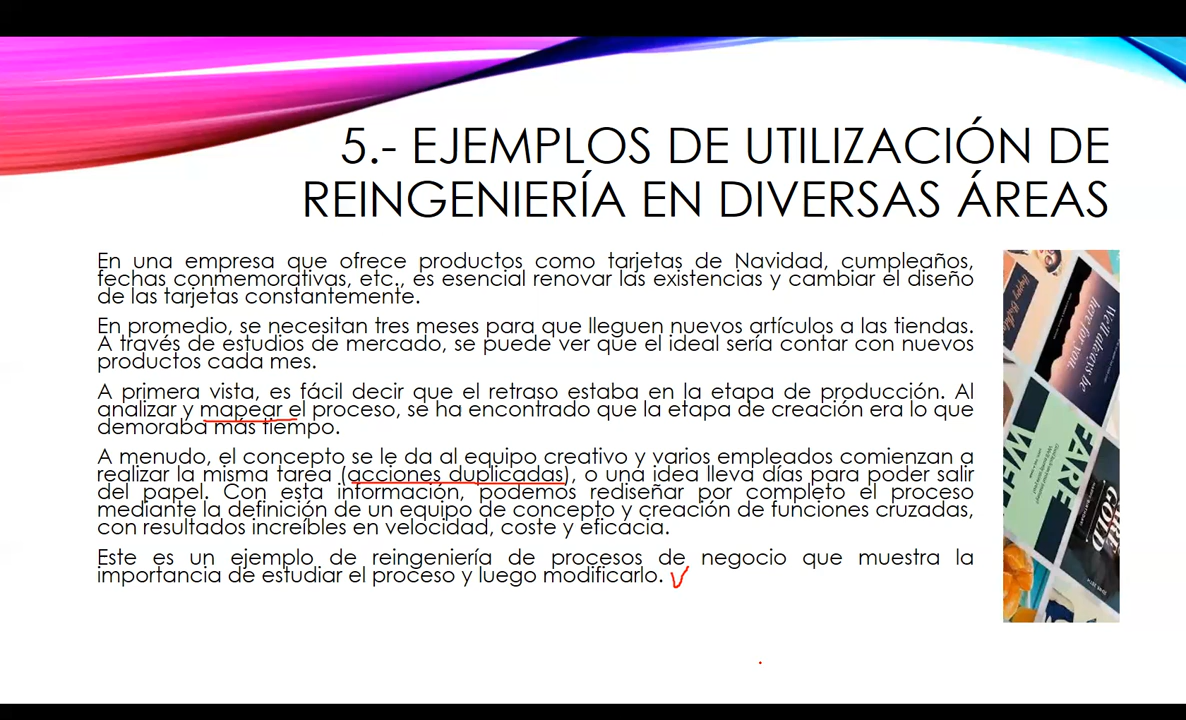 5.- EJEMPLOS DE UTILIZACIÓN DE
REINGENIERÍA EN DIVERSAS ÁREAS
En una empresa que ofrece productos como tarjetas de Navidad, cumpleaños,
fechas conmemorativas, etc., es esencial renovar las existencias y cambiar el diseño
de las tarjetas constantemente.
En promedio, se necesitan tres meses para que lleguen nuevos artículos a las tiendas.
A través de estudios de mercado, se puede ver que el ideal sería contar con nuevos
productos cada mes.
A primera vista, es fácil decir que el retraso estaba en la etapa de producción. Al
analizar y mapear el proceso, se ha encontrado que la etapa de creación era lo que
demoraba más tiempo.
A menudo, el concepto se le da al equipo creativo y varios empleados comienzan a
realizar la misma tarea (acciones duplicadas), o una idea lleva días para poder salir
del papel. Con esta información, podemos rediseñar por completo el proceso
mediante la definición de un equipo de concepto y creación de funciones cruzadas,
con resultados increíbles en velocidad, coste y eficacia.
Este es un ejemplo de reingeniería de procesos de negocio que muestra la
importancia de estudiar el proceso y luego modificarlo.
We'll always be
here for you.